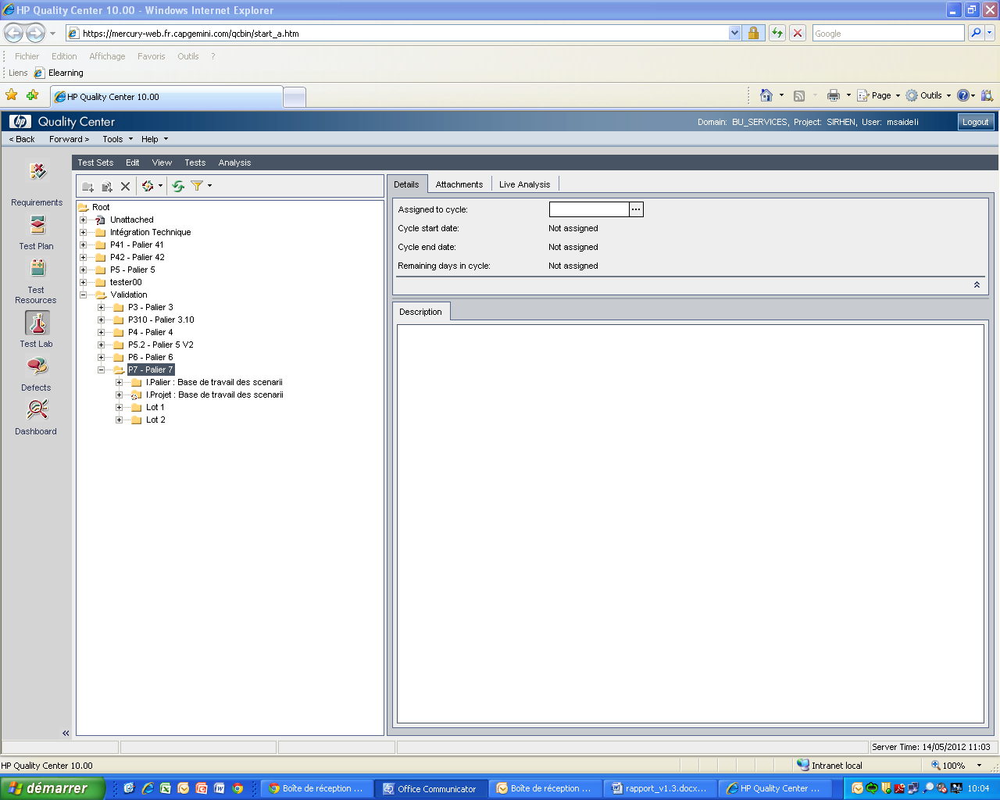 HP Quality Center 10.00 - Windows Internet Explorer
https://mercury-web.fr.capgemini.com/qcbin/start_a.htm
Google
Fichier Edition Affichage Favoris Outils ?
Liens Elearning
HP Quality Center 10.00
Page Outils
hp Quality Center
Domain: BU_SERVICES, Project: SIRHEN, User: msaideli
Logout
< Back Forward > Tools Help
Test Sets Edit View Tests Analysis
Requirements
Test Plan
Test Resources
Test Lab
Defects
Dashboard
Root
Unattached
Intégration Technique
P41 - Palier 41
P42 - Palier 42
P5 - Palier 5
tester00
Validation
P3 - Palier 3
P310 - Palier 3.10
P4 - Palier 4
P5.2 - Palier 5 V2
P6 - Palier 6
P7 - Palier 7
I.Palier : Base de travail des scenarii
I.Projet : Base de travail des scenarii
Lot 1
Lot 2
Details Attachments Live Analysis
Assigned to cycle: ...
Cycle start date: Not assigned
Cycle end date: Not assigned
Remaining days in cycle: Not assigned
Description
Server Time: 14/05/2012 11:03
HP Quality Center 10.00
Intranet local
100%
démarrer
Boîte de réception ...
Office Communicator
Boîte de réception ...
rapport_v1.3.docx...
HP Quality Center ...
10:04